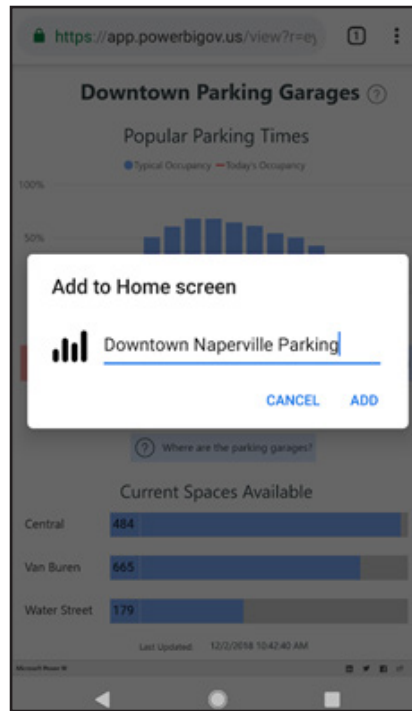 https://app.powerbigov.us/view?r=ey
1
Downtown Parking Garages ?
Popular Parking Times
Typical Occupancy Today's Occupancy
100%
50%
Add to Home screen
Downtown Naperville Parking
CANCEL ADD
? Where are the parking garages?
Current Spaces Available
Central 484
Van Buren 665
Water Street 179
Last Updated: 12/2/2018 10:42:40 AM
Microsoft Power BI